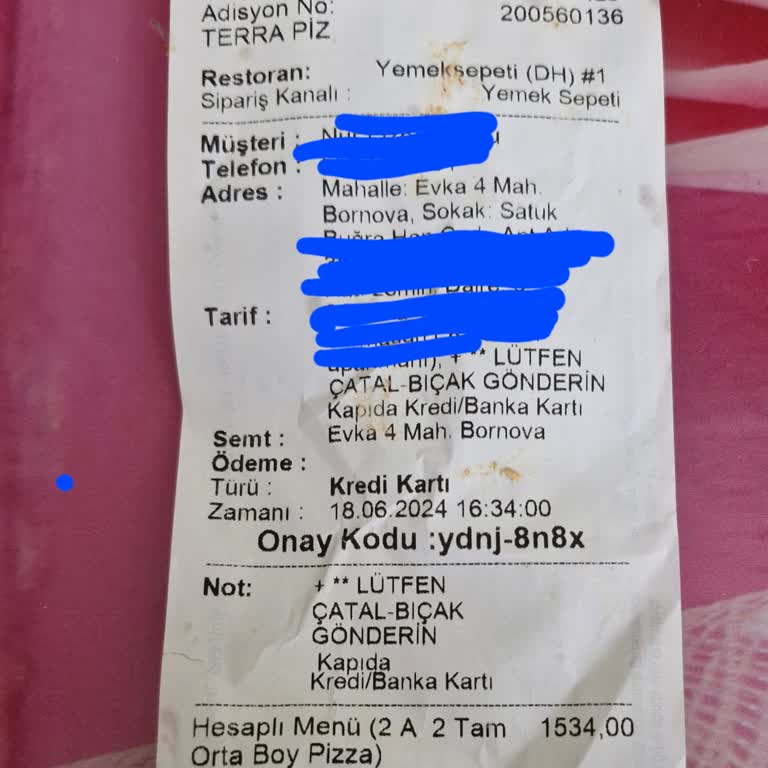 Adisyon No:
200560136
TERRA PİZ
Restoran: Yemeksepeti (DH) #1
Sipariş Kanalı : Yemek Sepeti
Müşteri :
Telefon :
Adres : Mahalle: Evka 4 Mah.
Bornova, Sokak: Satuk
Tarif :
+ ** LÜTFEN
ÇATAL-BIÇAK GÖNDERİN
Kapıda Kredi/Banka Kartı
Semt : Evka 4 Mah. Bornova
Ödeme :
Türü : Kredi Kartı
Zamanı : 18.06.2024 16:34:00
Onay Kodu :ydnj-8n8x
Not: + ** LÜTFEN
ÇATAL-BIÇAK
GÖNDERİN
Kapıda
Kredi/Banka Kartı
Hesaplı Menü (2 A 2 Tam 1534,00
Orta Boy Pizza)